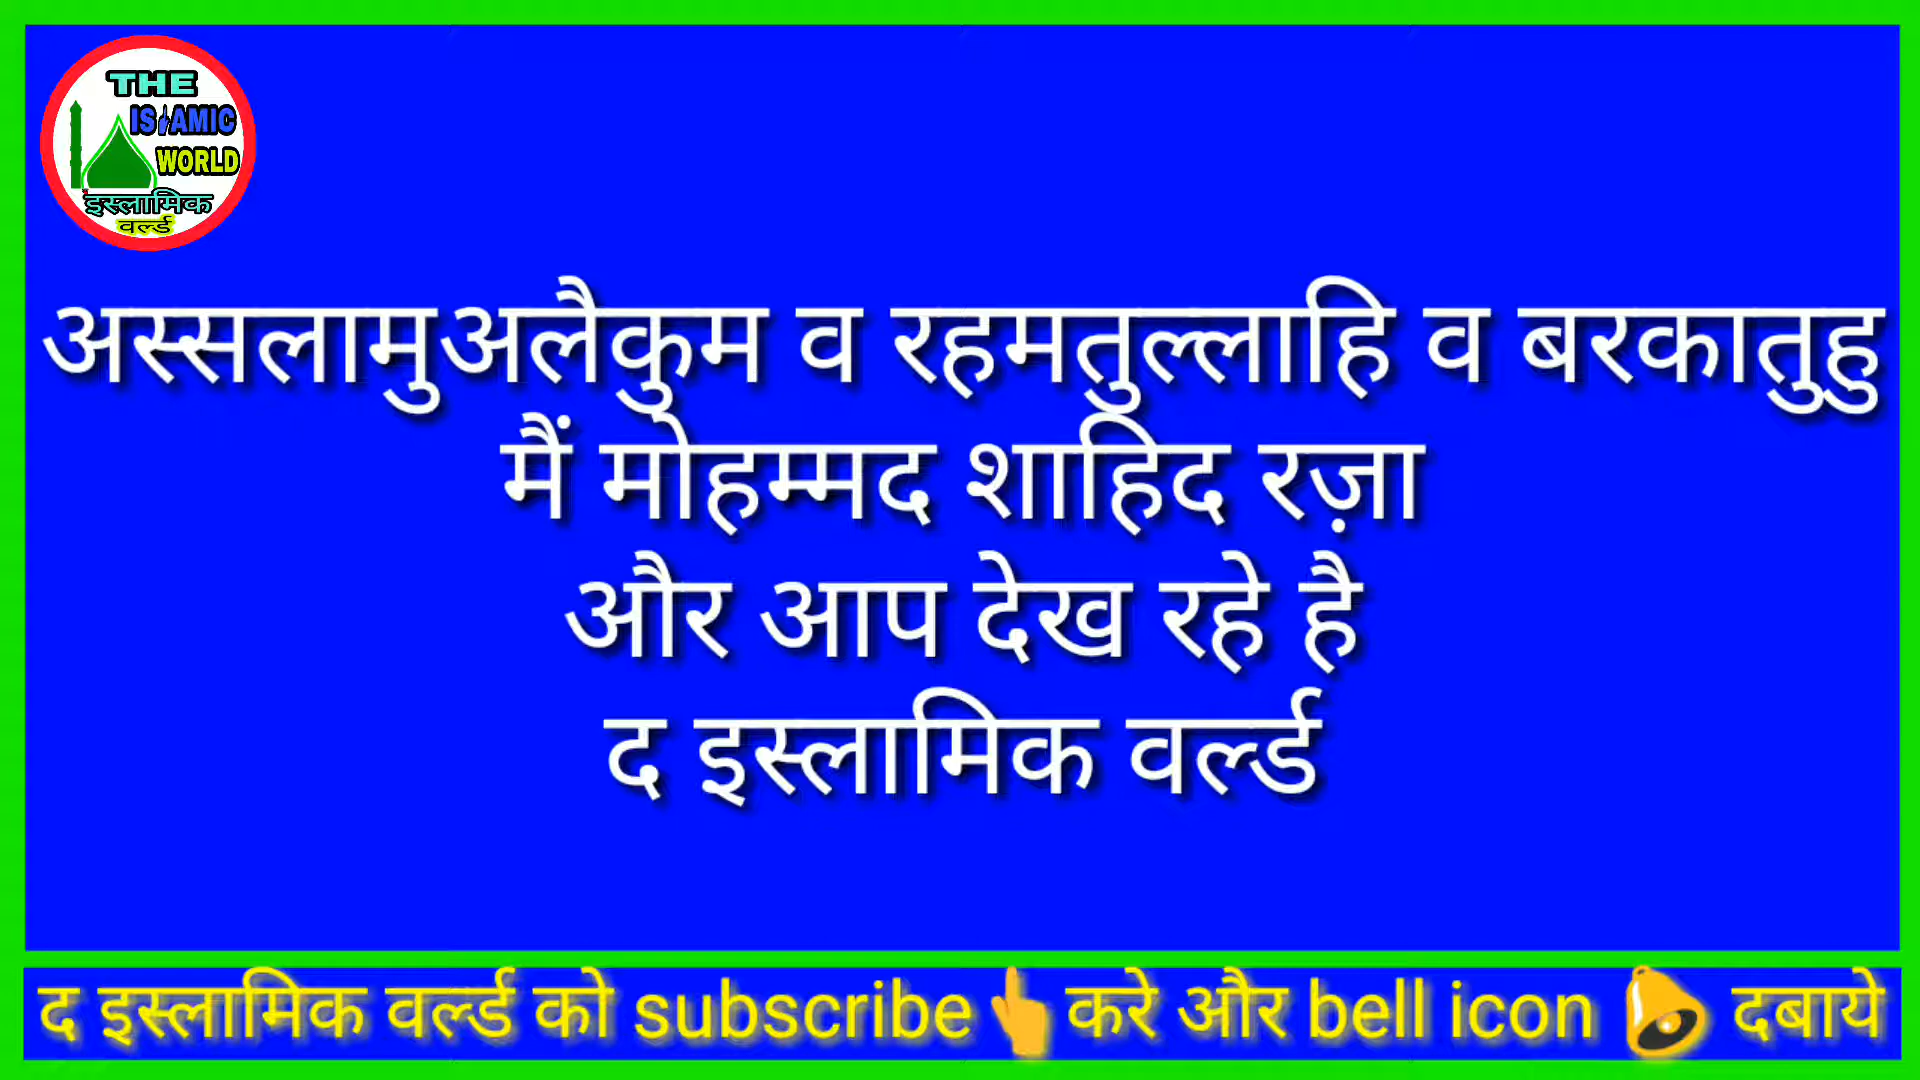 THE
ISLAMIC
WORLD
इस्लामिक
वर्ल्ड
अस्सलामुअलैकुम व रहमतुल्लाहि व बरकातुहु
मैं मोहम्मद शाहिद रज़ा
और आप देख रहे है
द इस्लामिक वर्ल्ड
द इस्लामिक वर्ल्ड को subscribe👆करे और bell icon 🔔 दबाये